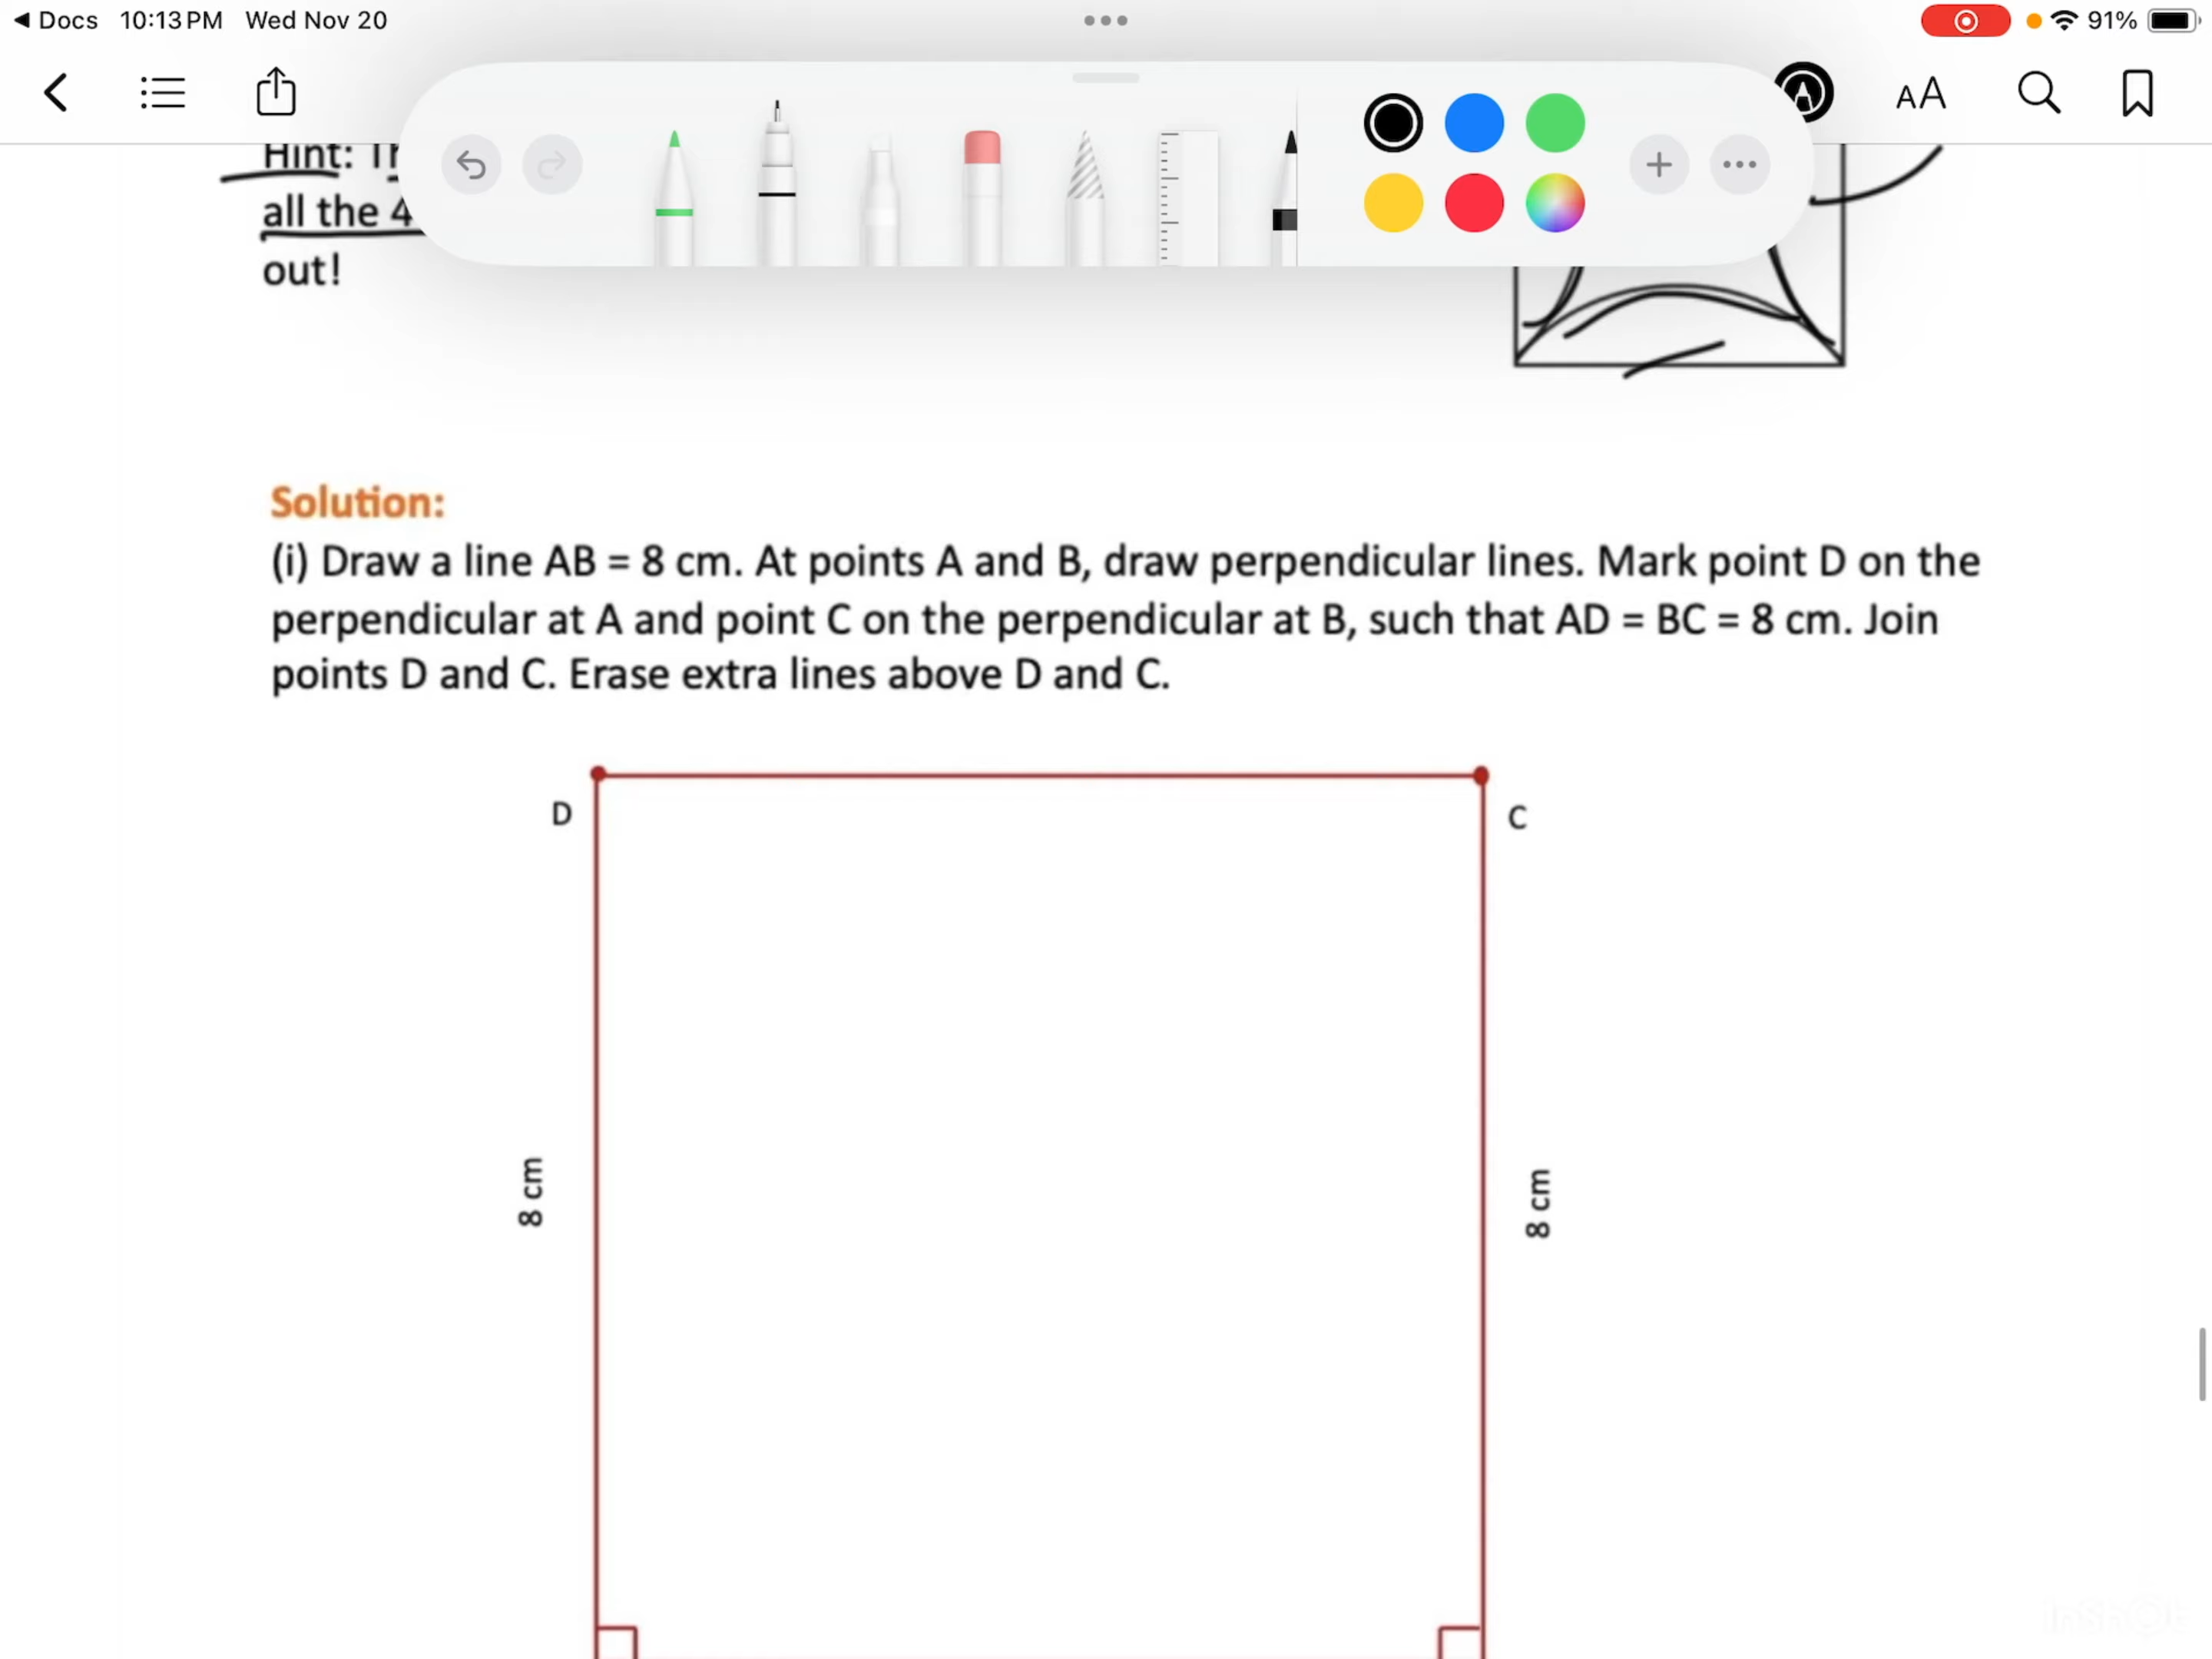 Docs 10:13 PM Wed Nov 20
91%
AA
Hint:
all the 4
out!
Solution:
(i) Draw a line AB = 8 cm. At points A and B, draw perpendicular lines. Mark point D on the
perpendicular at A and point C on the perpendicular at B, such that AD = BC = 8 cm. Join
points D and C. Erase extra lines above D and C.
D
C
8 cm
8 cm